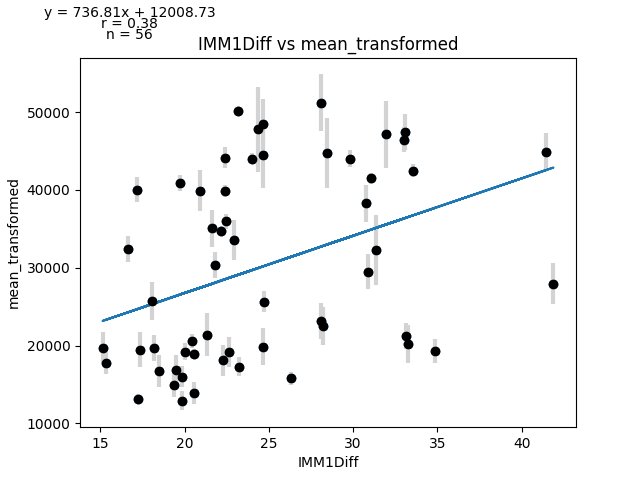 y = 736.81x + 12008.73
r = 0.38
n = 56
IMM1Diff vs mean_transformed
50000
40000
30000
20000
10000
mean_transformed
15 20 25 30 35 40
IMM1Diff